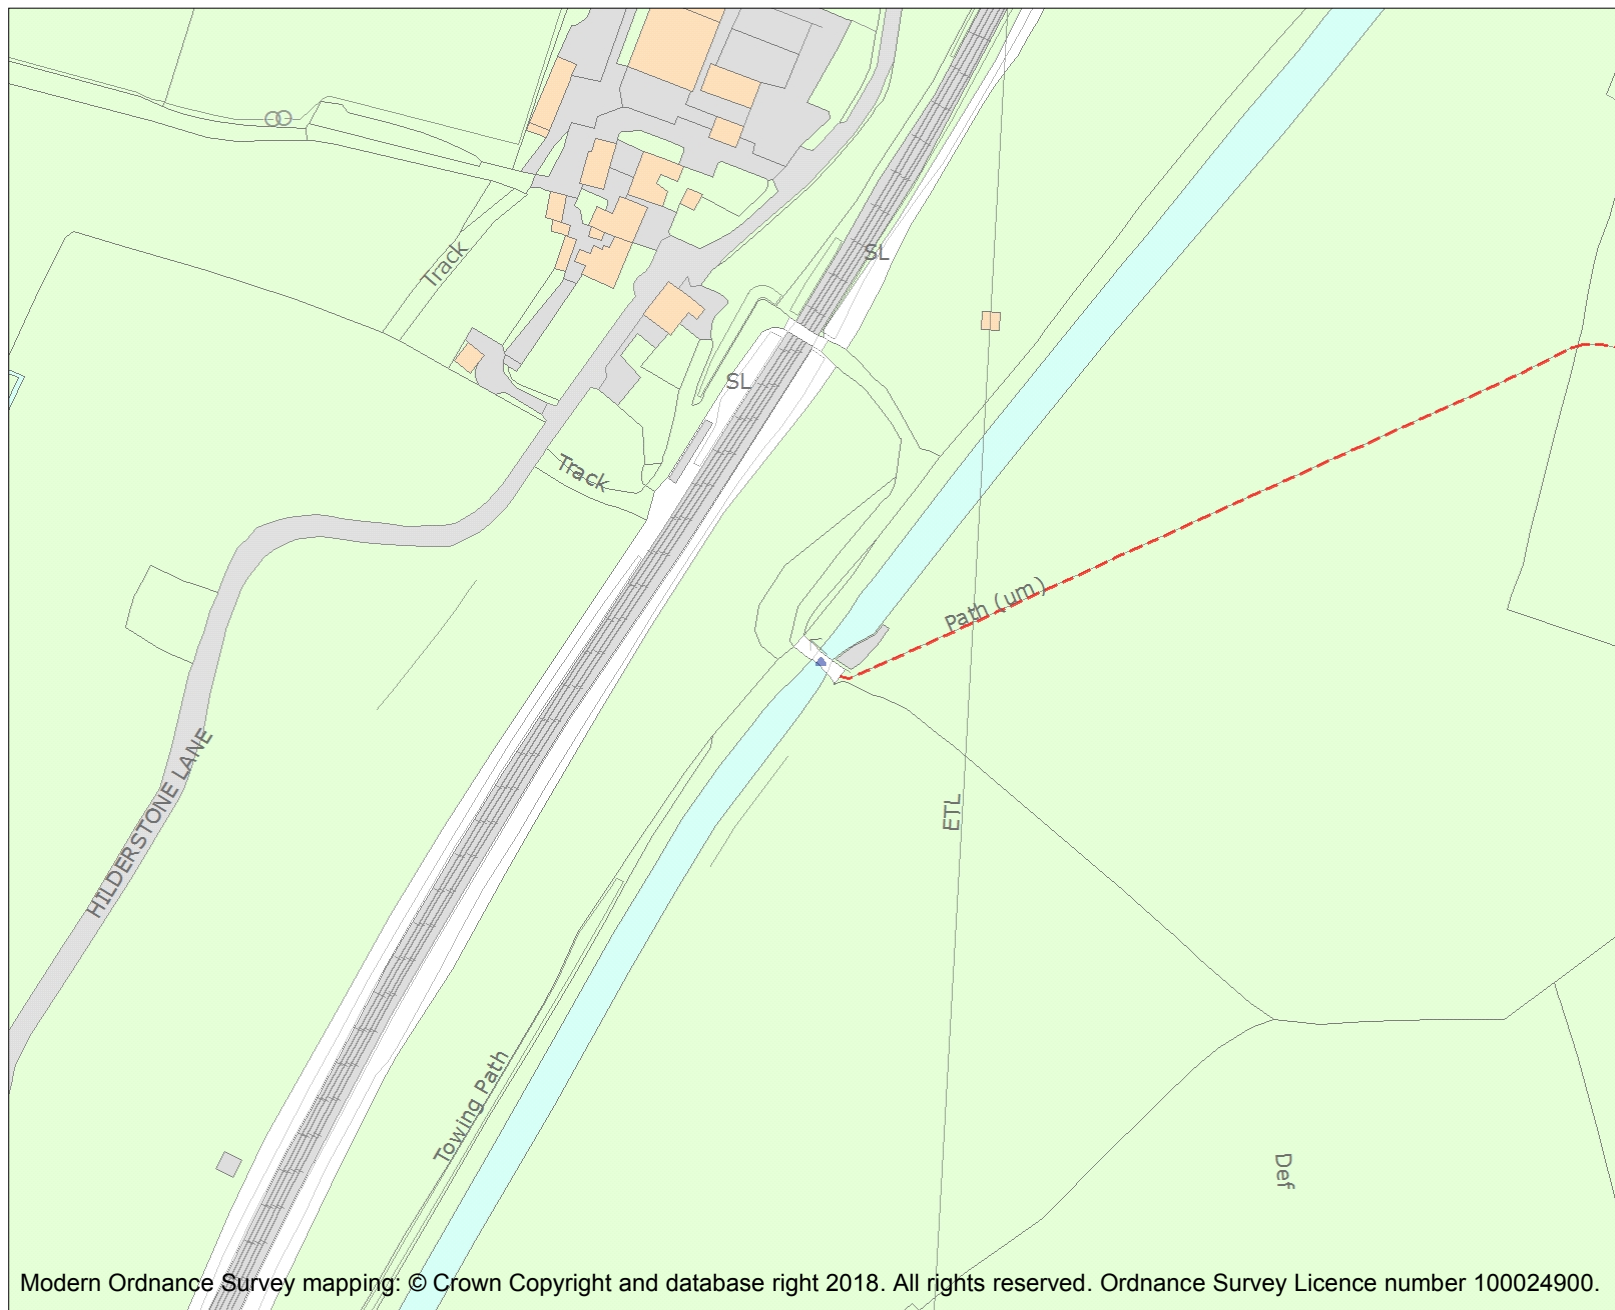 SL
Track
SL
Track
Path (um)
HILDERSTONE LANE
ETL
Towing Path
Def
Modern Ordnance Survey mapping: © Crown Copyright and database right 2018. All rights reserved. Ordnance Survey Licence number 100024900.